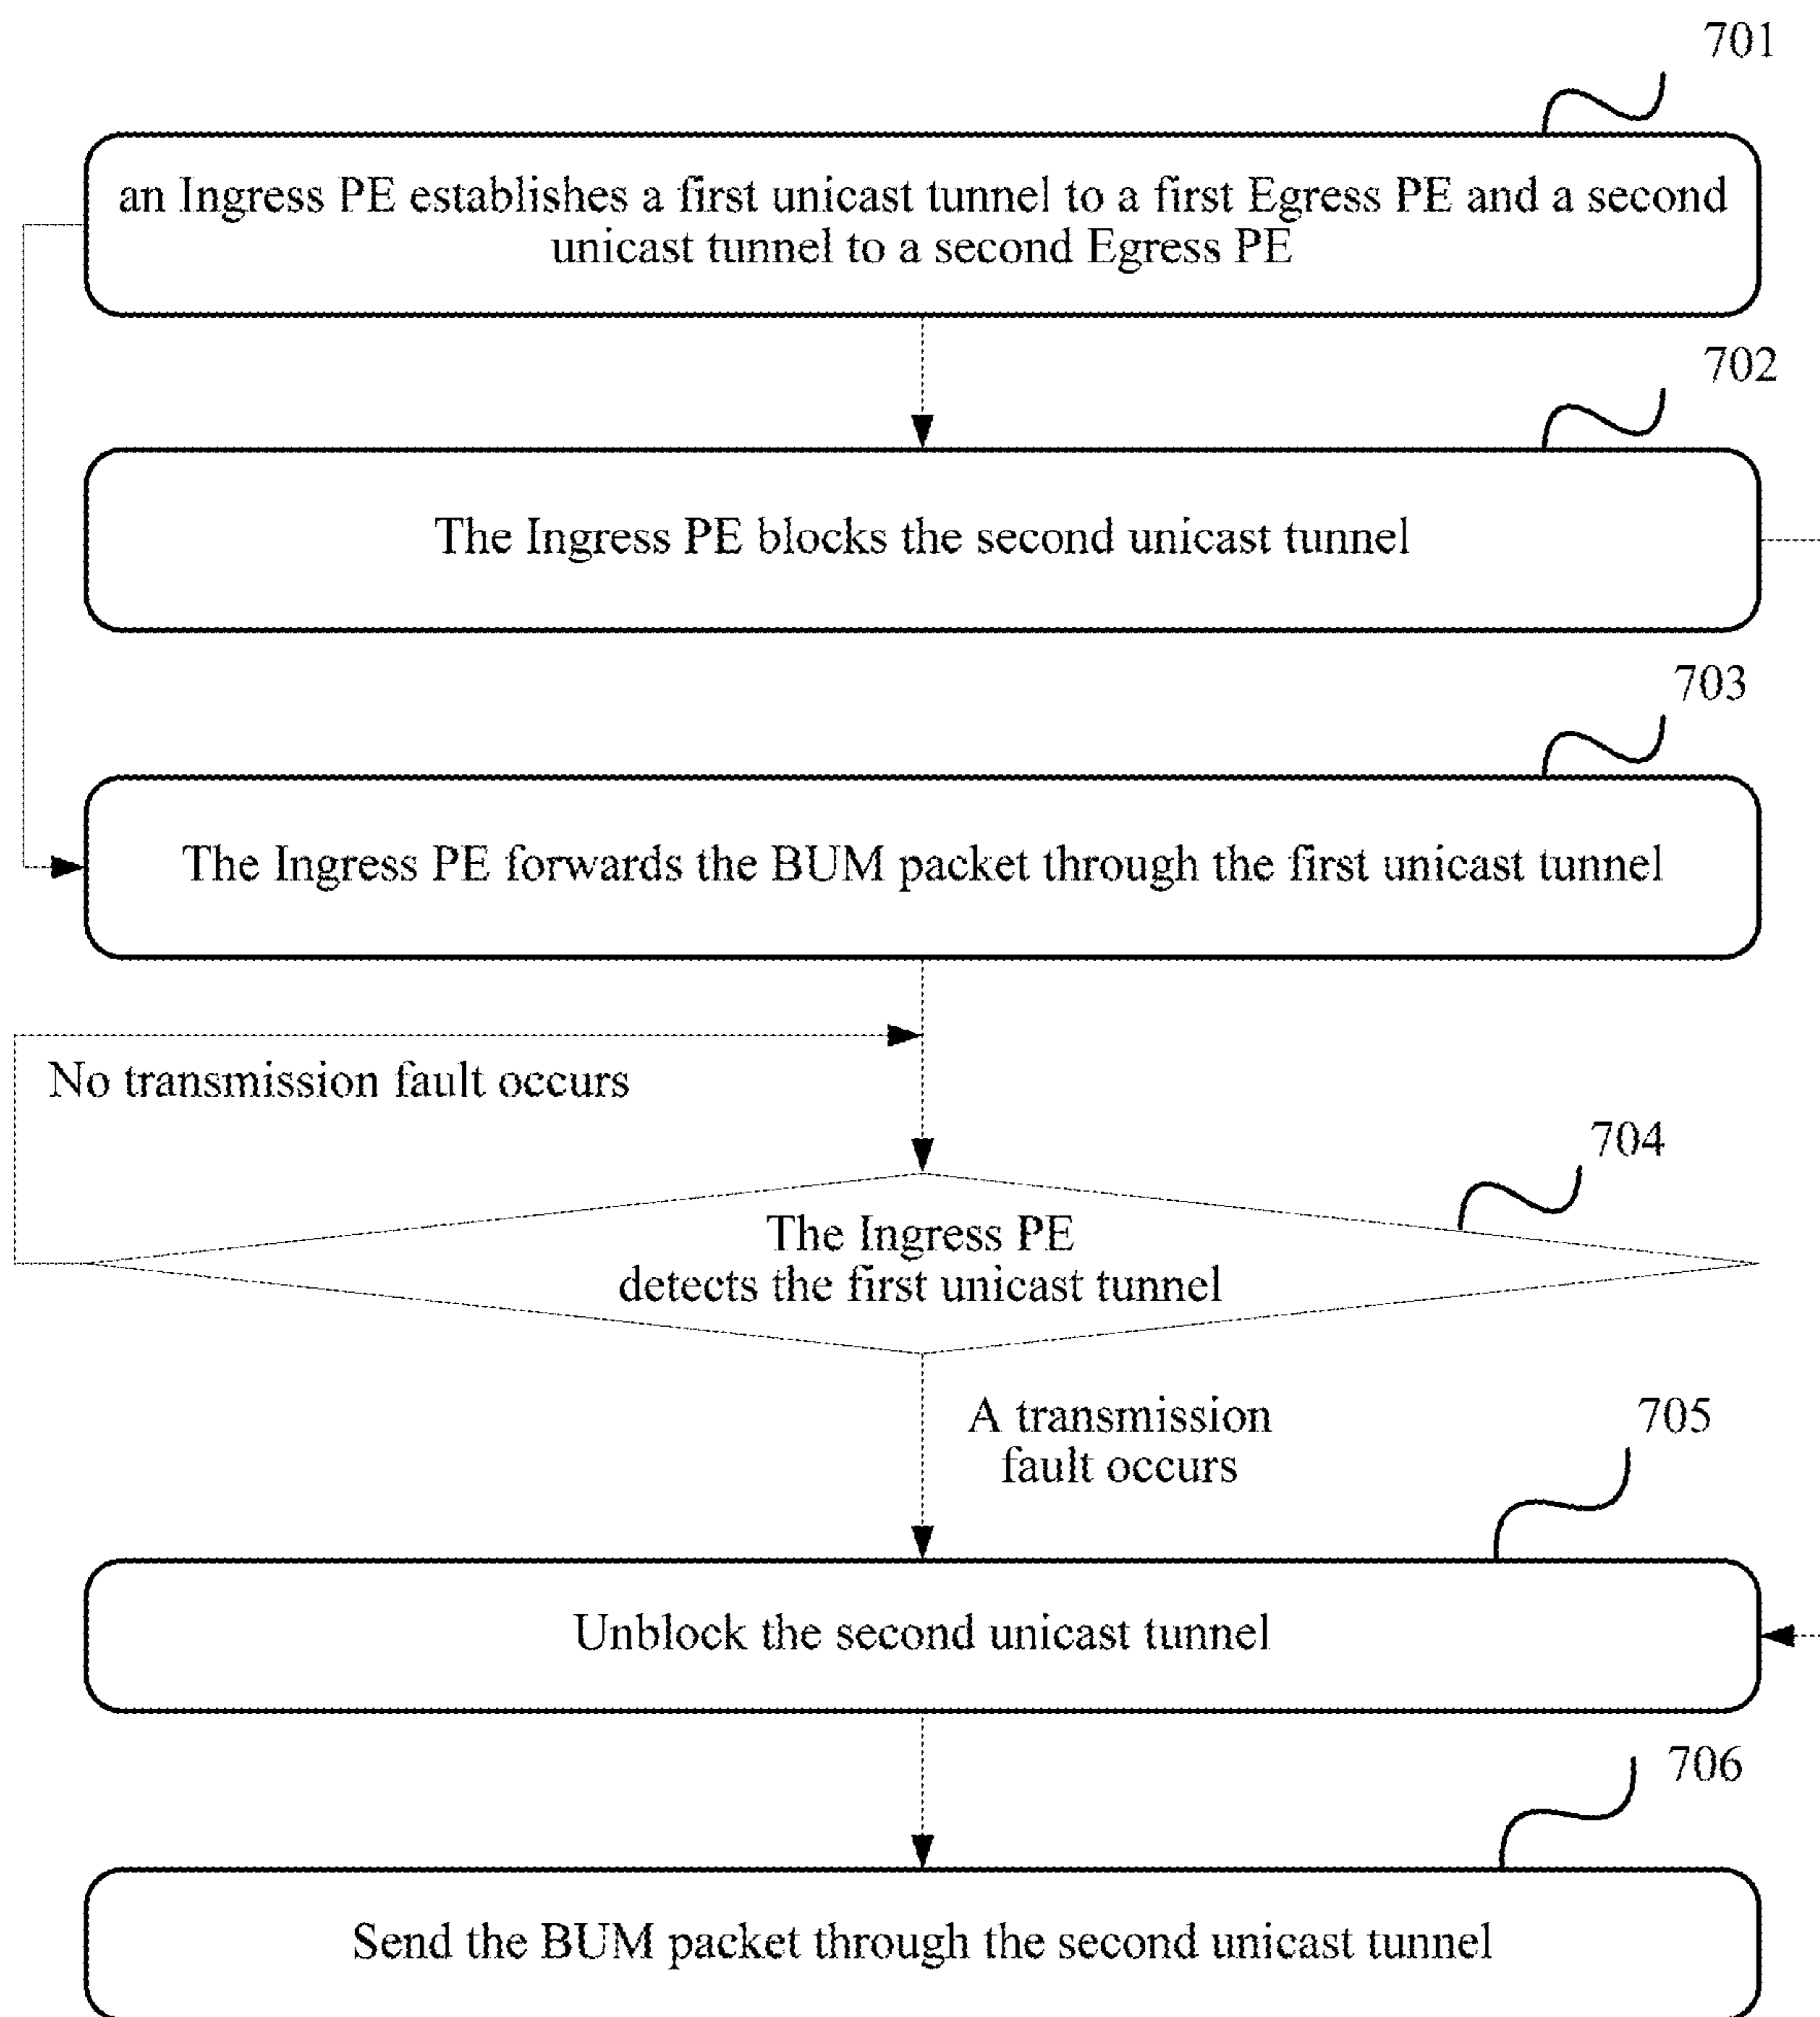 701
an Ingress PE establishes a first unicast tunnel to a first Egress PE and a second
unicast tunnel to a second Egress PE
702
The Ingress PE blocks the second unicast tunnel
703
The Ingress PE forwards the BUM packet through the first unicast tunnel
No transmission fault occurs
704
The Ingress PE
detects the first unicast tunnel
A transmission
fault occurs
705
Unblock the second unicast tunnel
706
Send the BUM packet through the second unicast tunnel